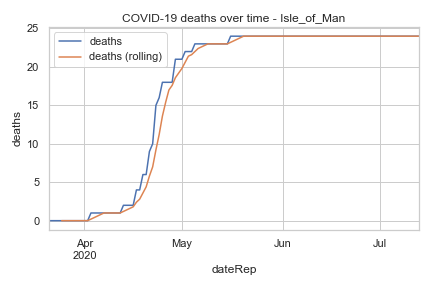 COVID-19 deaths over time - Isle_of_Man
deaths
deaths (rolling)
25
20
15
10
5
0
deaths
Apr
2020
May
Jun
Jul
dateRep